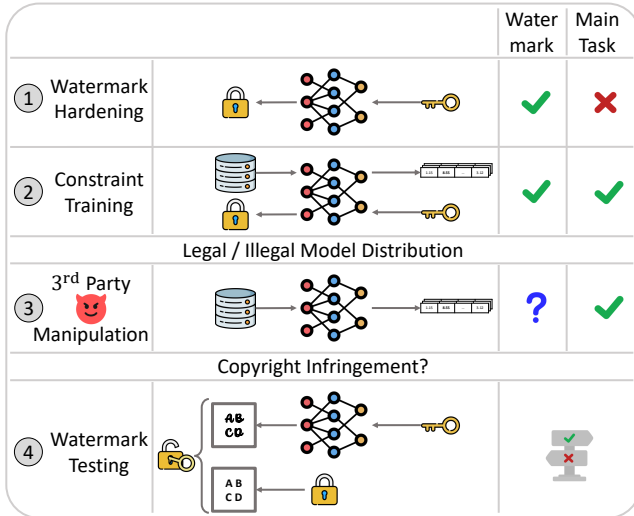 Water
mark
Main
Task
1
Watermark
Hardening
2
Constraint
Training
Legal / Illegal Model Distribution
3
3rd Party
Manipulation
?
Copyright Infringement?
4
Watermark
Testing
AB
CD
A B
C D